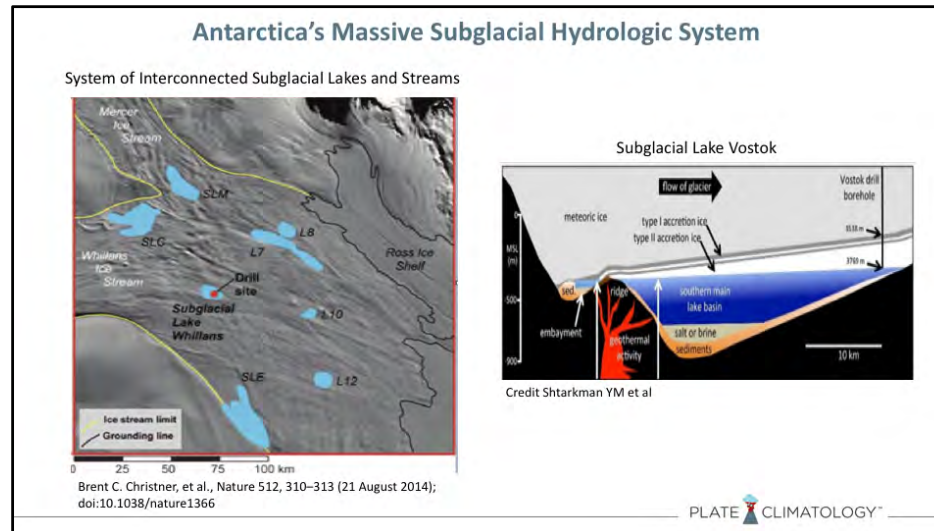 Antarctica's Massive Subglacial Hydrologic System
System of Interconnected Subglacial Lakes and Streams
Mercer
Ice
Stream
SLM
SLC
L8
L7
Whillans
Ice
Stream
Ross Ice
Shelf
Drill
site
Subglacial
Lake
Whillans
L10
L12
SLE
Ice stream limit
Grounding line
0 25 50 75 100 km
Brent C. Christner, et al., Nature 512, 310–313 (21 August 2014);
doi:10.1038/nature1366
Subglacial Lake Vostok
flow of glacier
Vostok drill
borehole
meteoric ice
type I accretion ice
type II accretion ice
0
MSL
(m)
3538 m
3769 m
sed.
500
ridge
southern main
lake basin
embayment
geothermal
activity
salt or brine
sediments
900
10 km
Credit Shtarkman YM et al
PLATE CLIMATOLOGY™